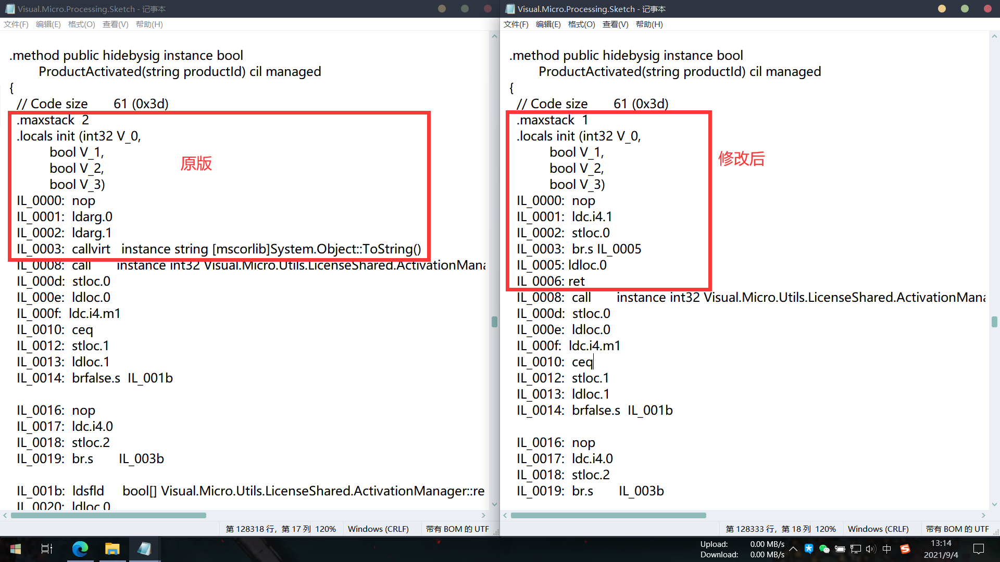 Visual.Micro.Processing.Sketch - 记事本
文件(F) 编辑(E) 格式(O) 查看(V) 帮助(H)
.method public hidebysig instance bool
ProductActivated(string productId) cil managed
{
// Code size 61 (0x3d)
.maxstack 2
.locals init (int32 V_0,
bool V_1,
bool V_2,
bool V_3)
原版
IL_0000: nop
IL_0001: ldarg.0
IL_0002: ldarg.1
IL_0003: callvirt instance string [mscorlib]System.Object::ToString()
IL_0008: call instance int32 Visual.Micro.Utils.LicenseShared.ActivationMana
IL_000d: stloc.0
IL_000e: ldloc.0
IL_000f: ldc.i4.m1
IL_0010: ceq
IL_0012: stloc.1
IL_0013: ldloc.1
IL_0014: brfalse.s IL_001b
IL_0016: nop
IL_0017: ldc.i4.0
IL_0018: stloc.2
IL_0019: br.s IL_003b
IL_001b: ldsfld bool[] Visual.Micro.Utils.LicenseShared.ActivationManager::re
IL_0020: ldloc.0
第 128318 行，第 17 列 120% Windows (CRLF) 带有 BOM 的 UTF
Visual.Micro.Processing.Sketch - 记事本
文件(F) 编辑(E) 格式(O) 查看(V) 帮助(H)
.method public hidebysig instance bool
ProductActivated(string productId) cil managed
{
// Code size 61 (0x3d)
.maxstack 1
.locals init (int32 V_0,
bool V_1,
bool V_2,
bool V_3)
修改后
IL_0000: nop
IL_0001: ldc.i4.1
IL_0002: stloc.0
IL_0003: br.s IL_0005
IL_0005: ldloc.0
IL_0006: ret
IL_0008: call instance int32 Visual.Micro.Utils.LicenseShared.ActivationMana
IL_000d: stloc.0
IL_000e: ldloc.0
IL_000f: ldc.i4.m1
IL_0010: ceq
IL_0012: stloc.1
IL_0013: ldloc.1
IL_0014: brfalse.s IL_001b
IL_0016: nop
IL_0017: ldc.i4.0
IL_0018: stloc.2
IL_0019: br.s IL_003b
第 128333 行，第 18 列 120% Windows (CRLF) 带有 BOM 的 UTF
Upload: 0.00 MB/s
Download: 0.00 MB/s
中
13:14
2021/9/4